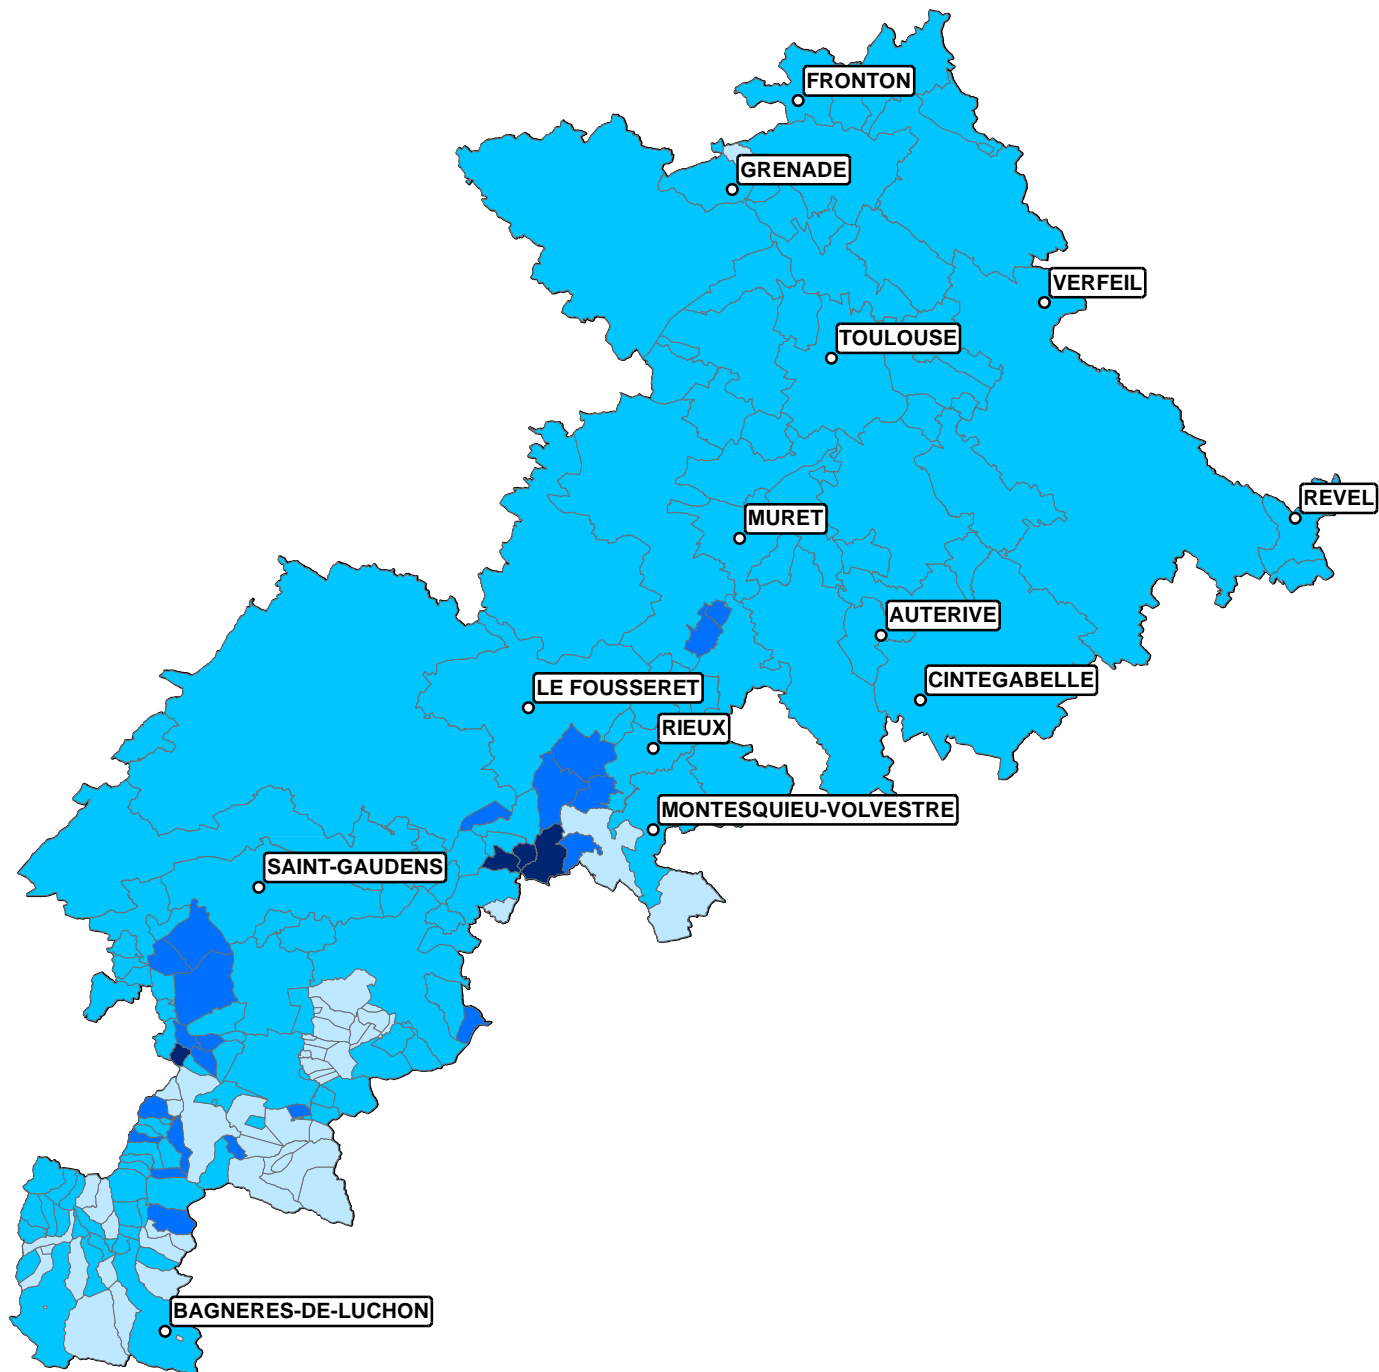 FRONTON
GRENADE
VERFEIL
TOULOUSE
REVEL
MURET
AUTERIVE
CINTEGABELLE
LE FOUSSERET
RIEUX
MONTESQUIEU-VOLVESTRE
SAINT-GAUDENS
BAGNERES-DE-LUCHON